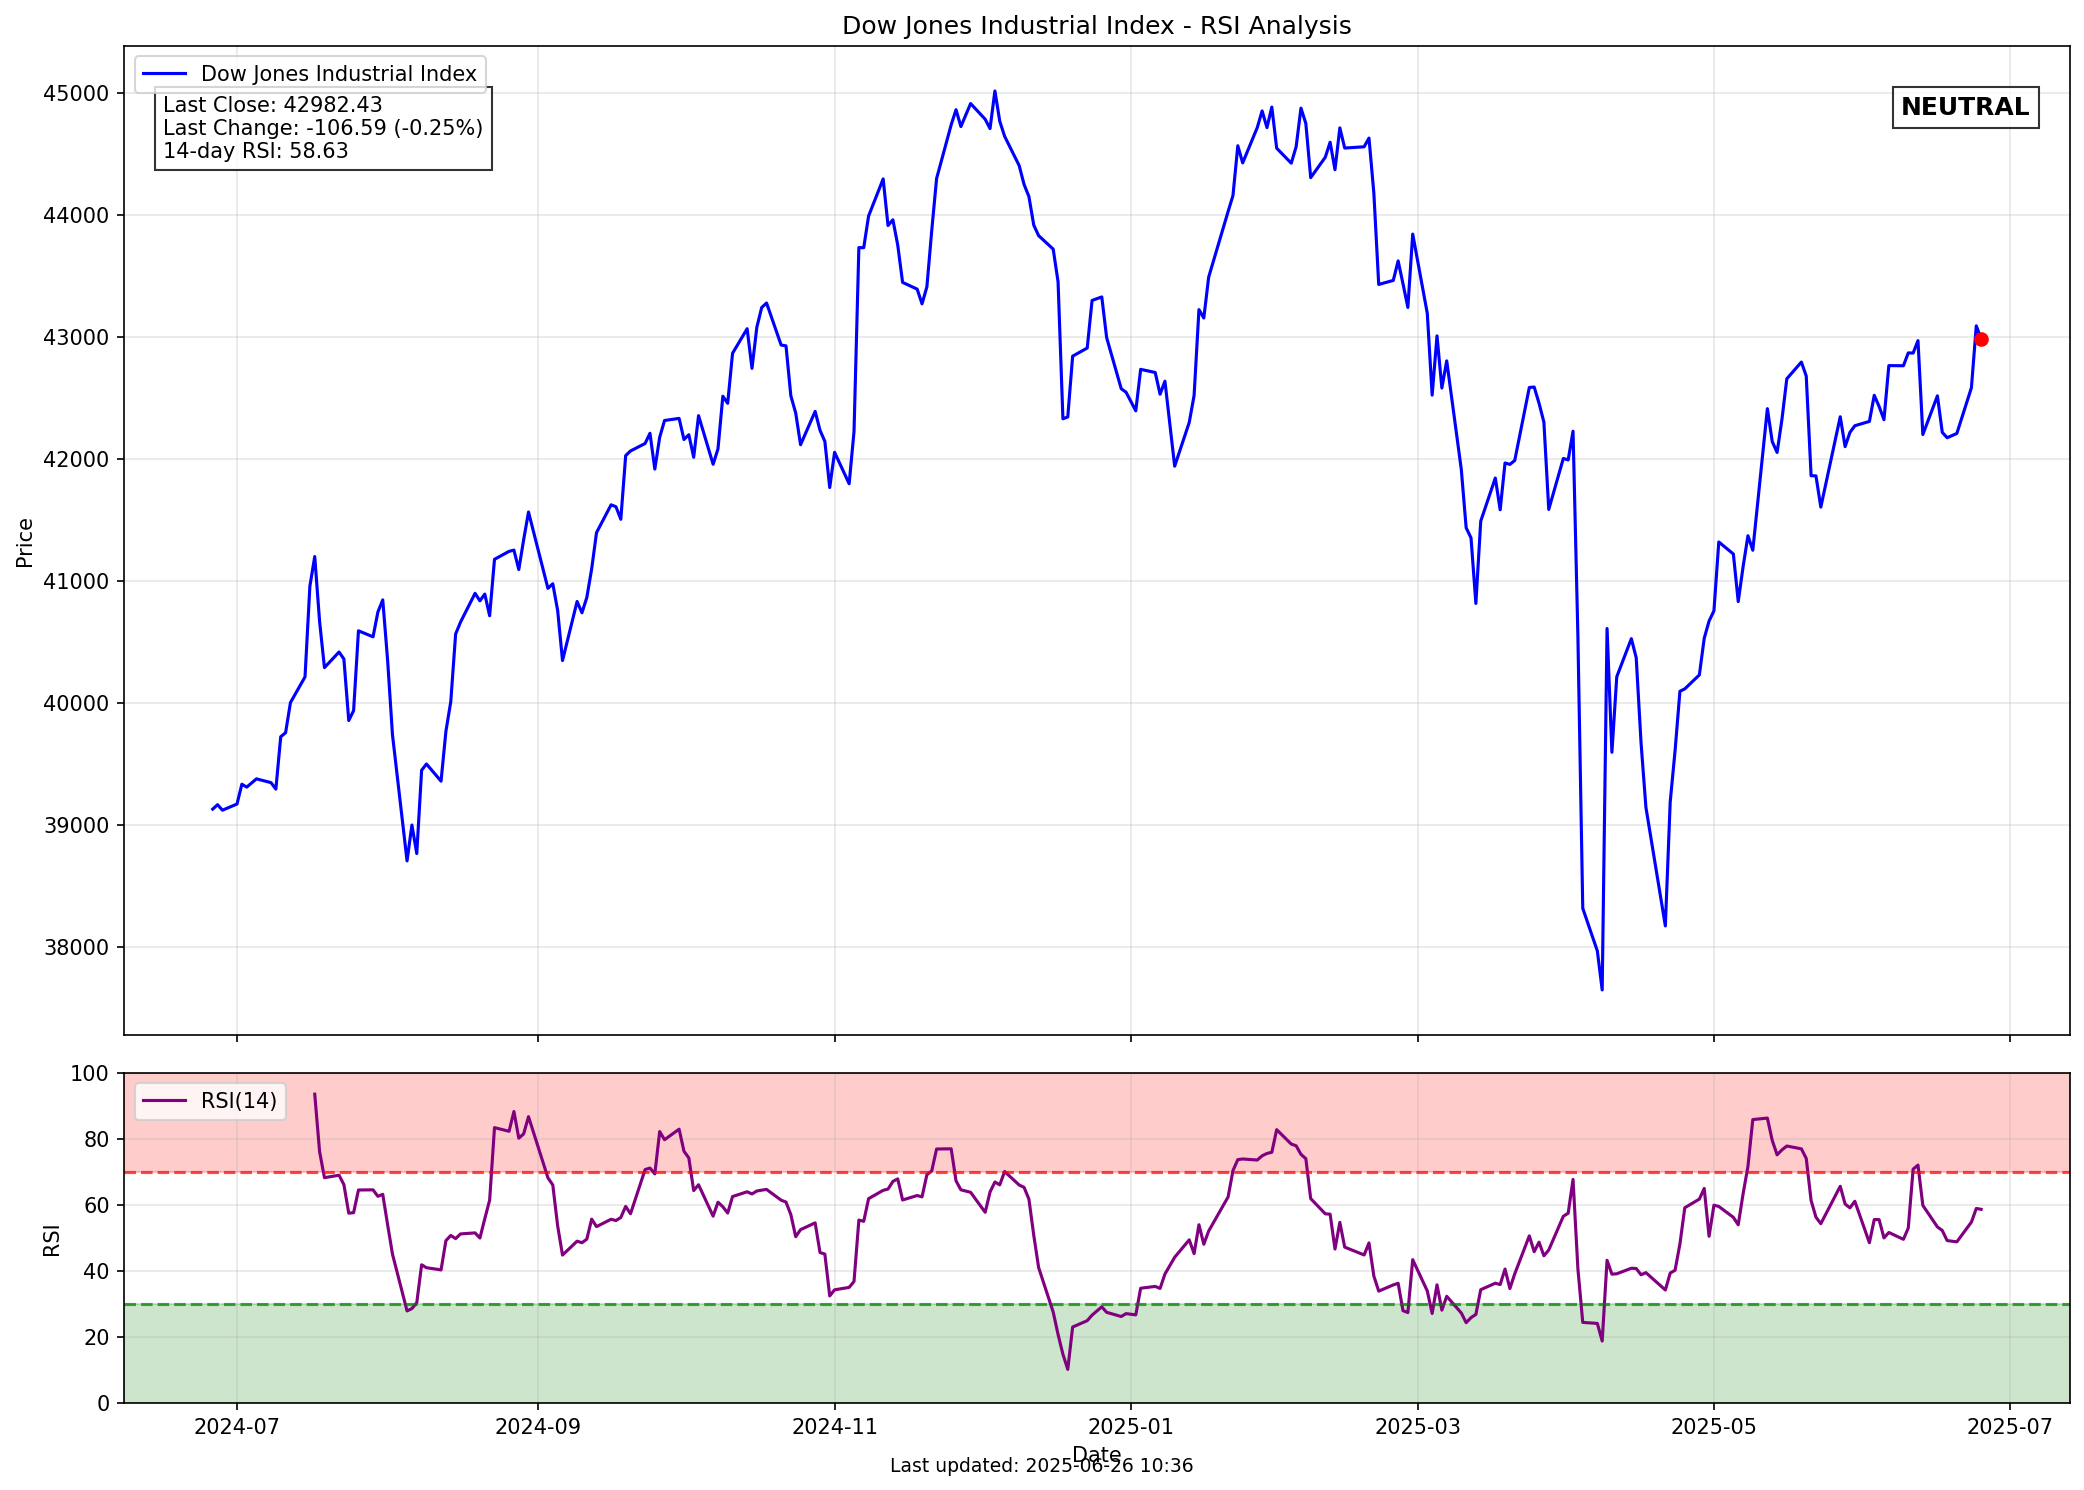 Dow Jones Industrial Index - RSI Analysis
Dow Jones Industrial Index
Last Close: 42982.43
Last Change: -106.59 (-0.25%)
14-day RSI: 58.63
NEUTRAL
45000
44000
43000
42000
41000
40000
39000
38000
Price
RSI(14)
100
80
60
40
20
0
RSI
2024-07
2024-09
2024-11
2025-01
2025-03
2025-05
2025-07
Date
Last updated: 2025-06-26 10:36